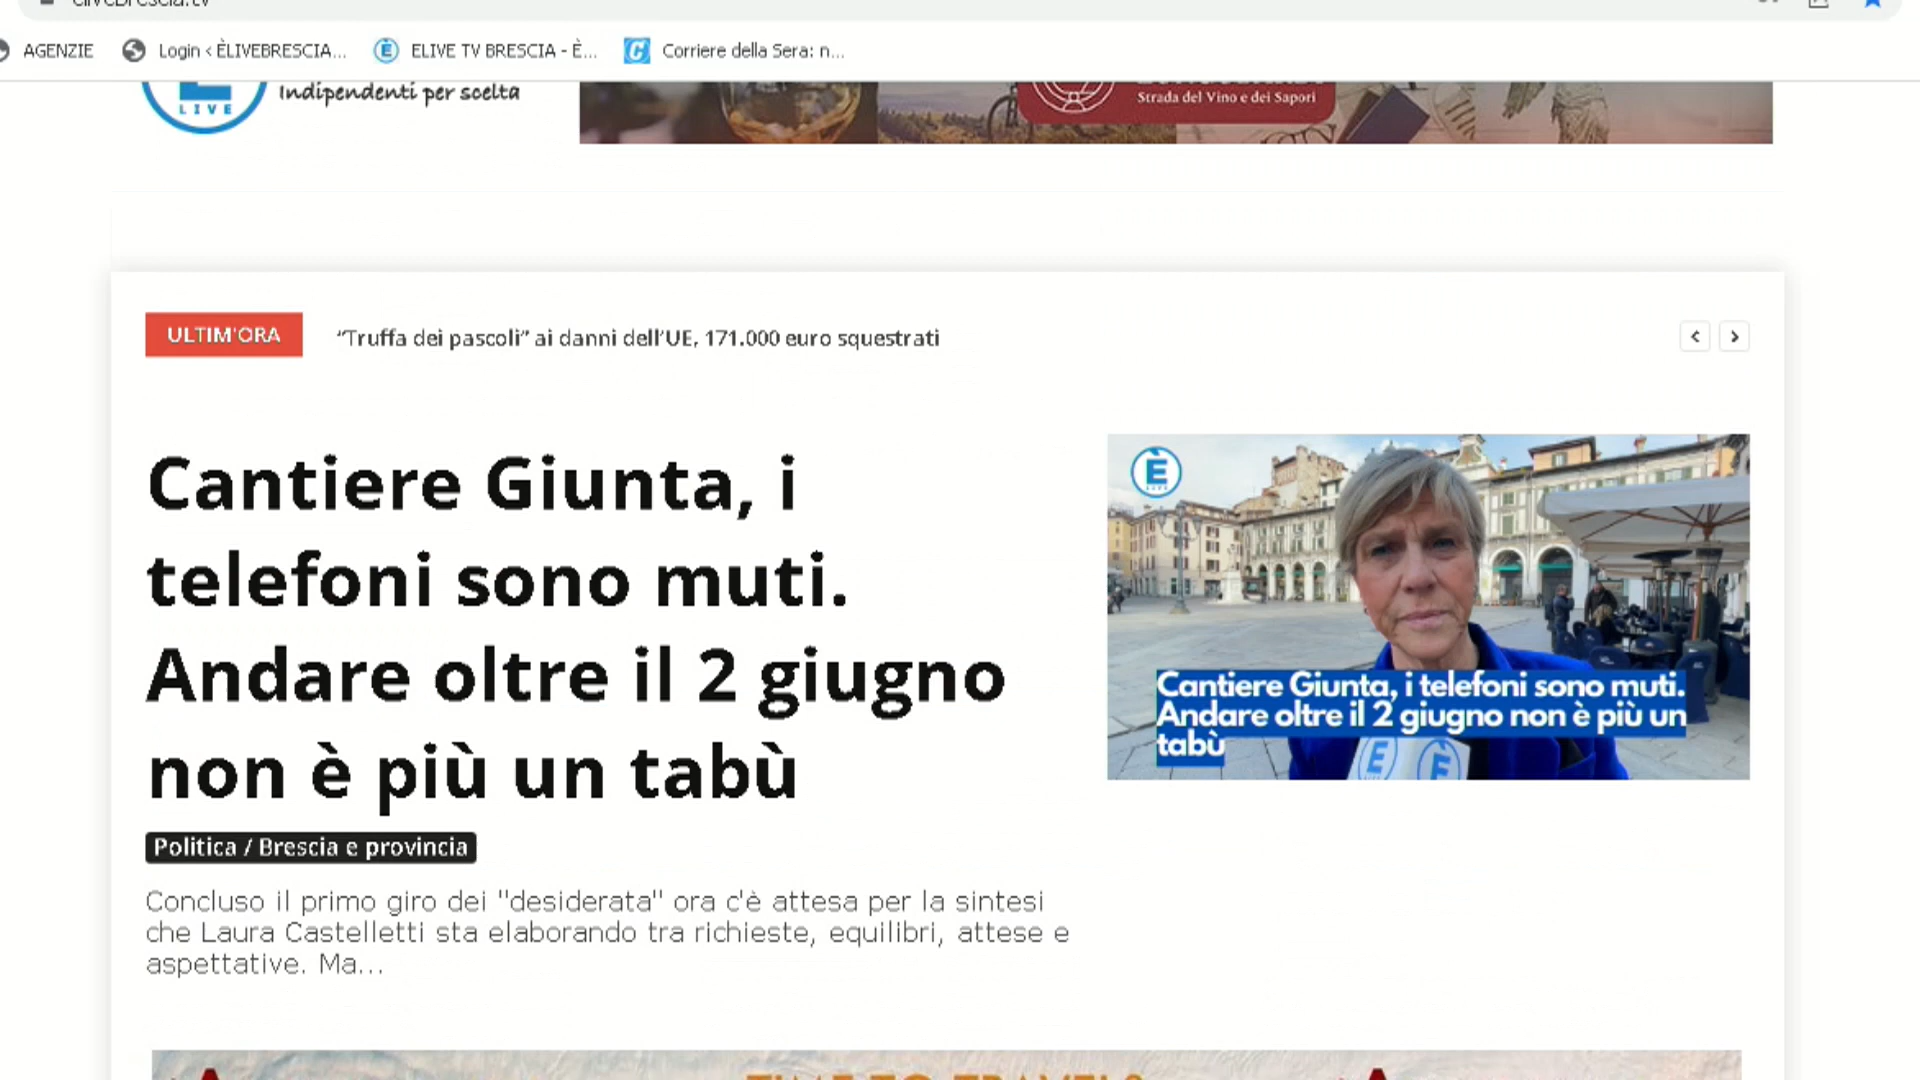 elivebrescia.tv
AGENZIE
Login < ÈLIVEBRESCIA...
È
ELIVE TV BRESCIA - È...
C
Corriere della Sera: n...
LIVE
Indipendenti per scelta
Strada del Vino e dei Sapori
ULTIM'ORA
“Truffa dei pascoli” ai danni dell’UE, 171.000 euro squestrati
Cantiere Giunta, i
telefoni sono muti.
Andare oltre il 2 giugno
non è più un tabù
È
LIVE
Cantiere Giunta, i telefoni sono muti.
Andare oltre il 2 giugno non è più un
tabù
È
È
Politica / Brescia e provincia
Concluso il primo giro dei "desiderata" ora c'è attesa per la sintesi
che Laura Castelletti sta elaborando tra richieste, equilibri, attese e
aspettative. Ma...